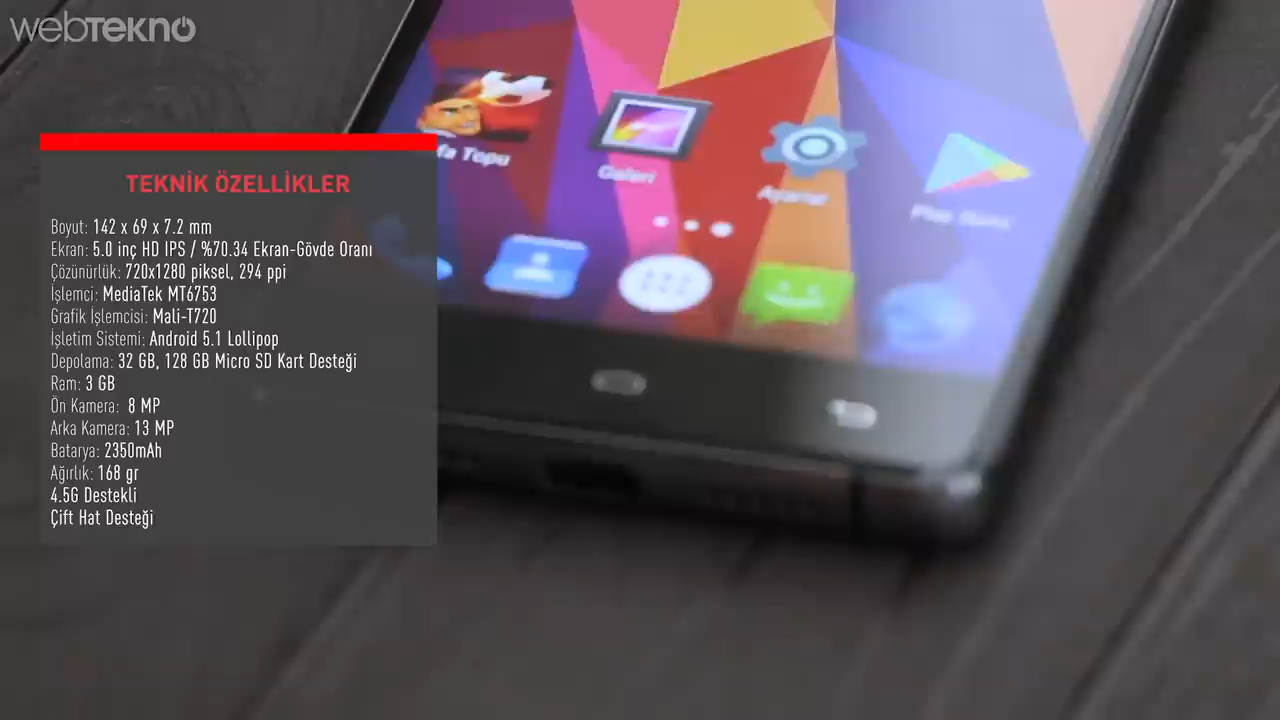 webTEKNO
TEKNİK ÖZELLİKLER
Boyut: 142 x 69 x 7.2 mm
Ekran: 5.0 inç HD IPS / %70.34 Ekran-Gövde Oranı
Çözünürlük: 720x1280 piksel, 294 ppi
İşlemci: MediaTek MT6753
Grafik İşlemcisi: Mali-T720
İşletim Sistemi: Android 5.1 Lollipop
Depolama: 32 GB, 128 GB Micro SD Kart Desteği
Ram: 3 GB
Ön Kamera: 8 MP
Arka Kamera: 13 MP
Batarya: 2350mAh
Ağırlık: 168 gr
4.5G Destekli
Çift Hat Desteği
Topu
Galeri
Ayarlar
Play Store